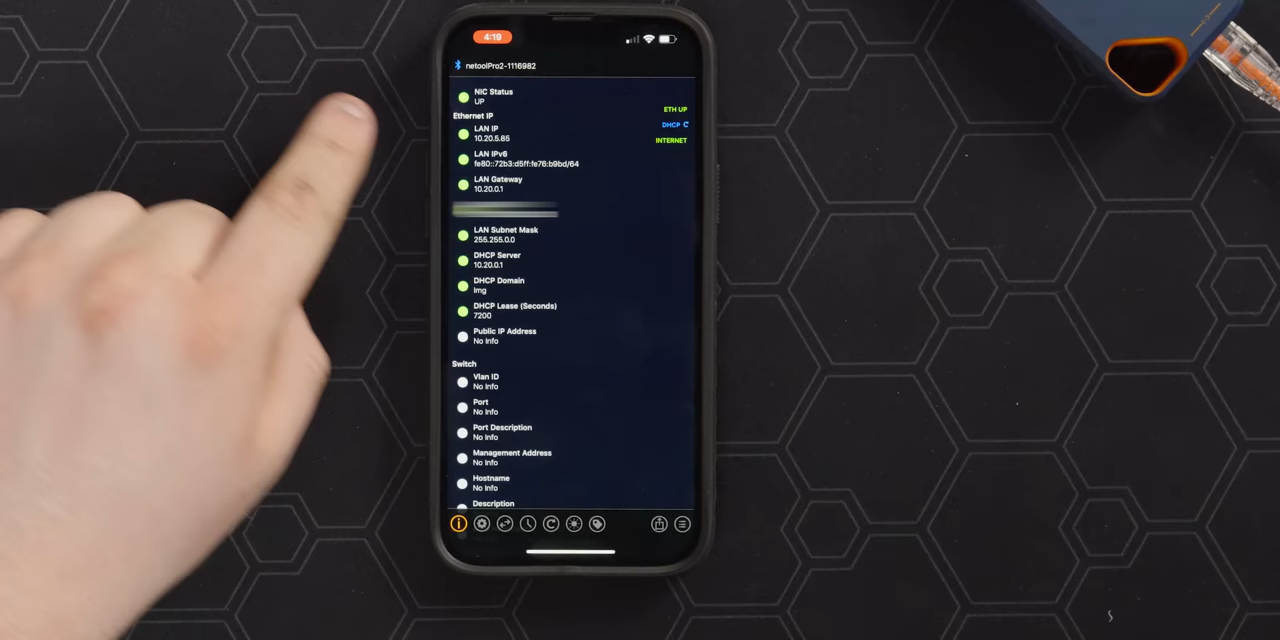 4:19
netoolPro2-1116982
NIC Status
UP
ETH UP
Ethernet IP
DHCP
LAN IP
10.20.5.85
INTERNET
LAN IPv6
fe80::72b3:d5ff:fe76:b9bd/64
LAN Gateway
10.20.0.1
LAN Subnet Mask
255.255.0.0
DHCP Server
10.20.0.1
DHCP Domain
lmg
DHCP Lease (Seconds)
7200
Public IP Address
No Info
Switch
Vlan ID
No Info
Port
No Info
Port Description
No Info
Management Address
No Info
Hostname
No Info
Description